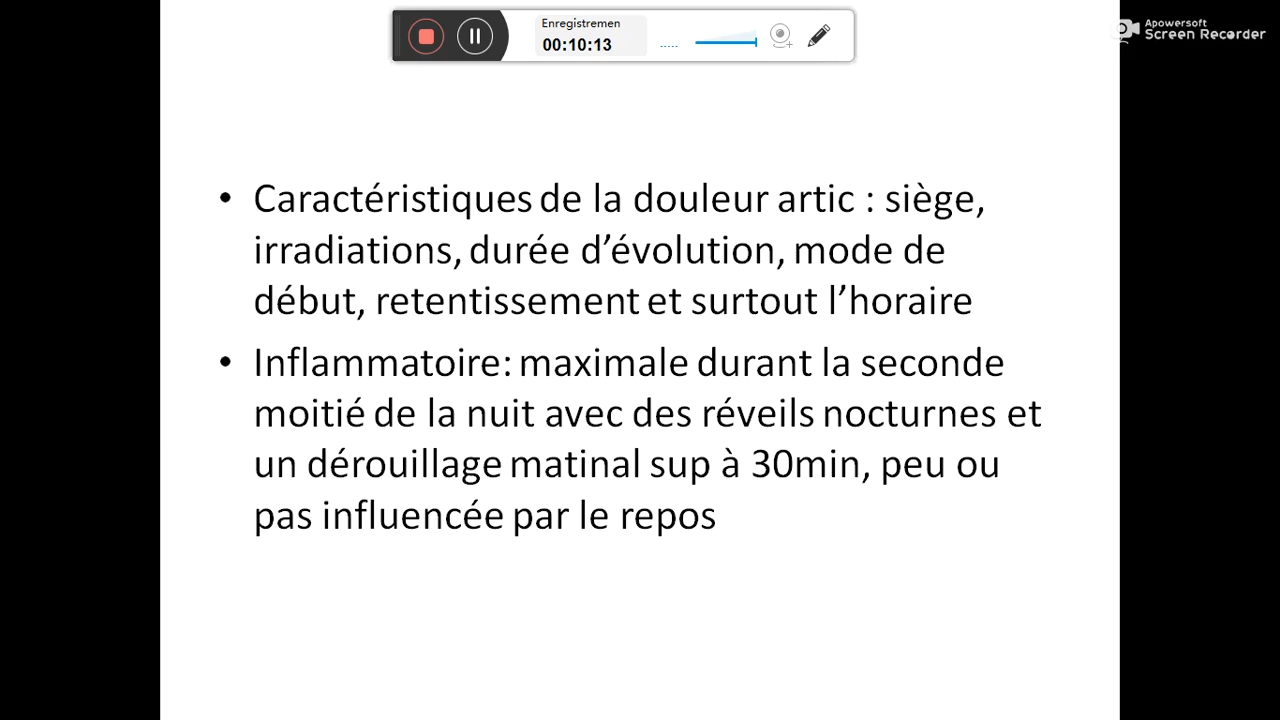 Enregistremen
00:10:13
Apowersoft
Screen Recorder
• Caractéristiques de la douleur artic : siège,
irradiations, durée d’évolution, mode de
début, retentissement et surtout l’horaire
• Inflammatoire: maximale durant la seconde
moitié de la nuit avec des réveils nocturnes et
un dérouillage matinal sup à 30min, peu ou
pas influencée par le repos